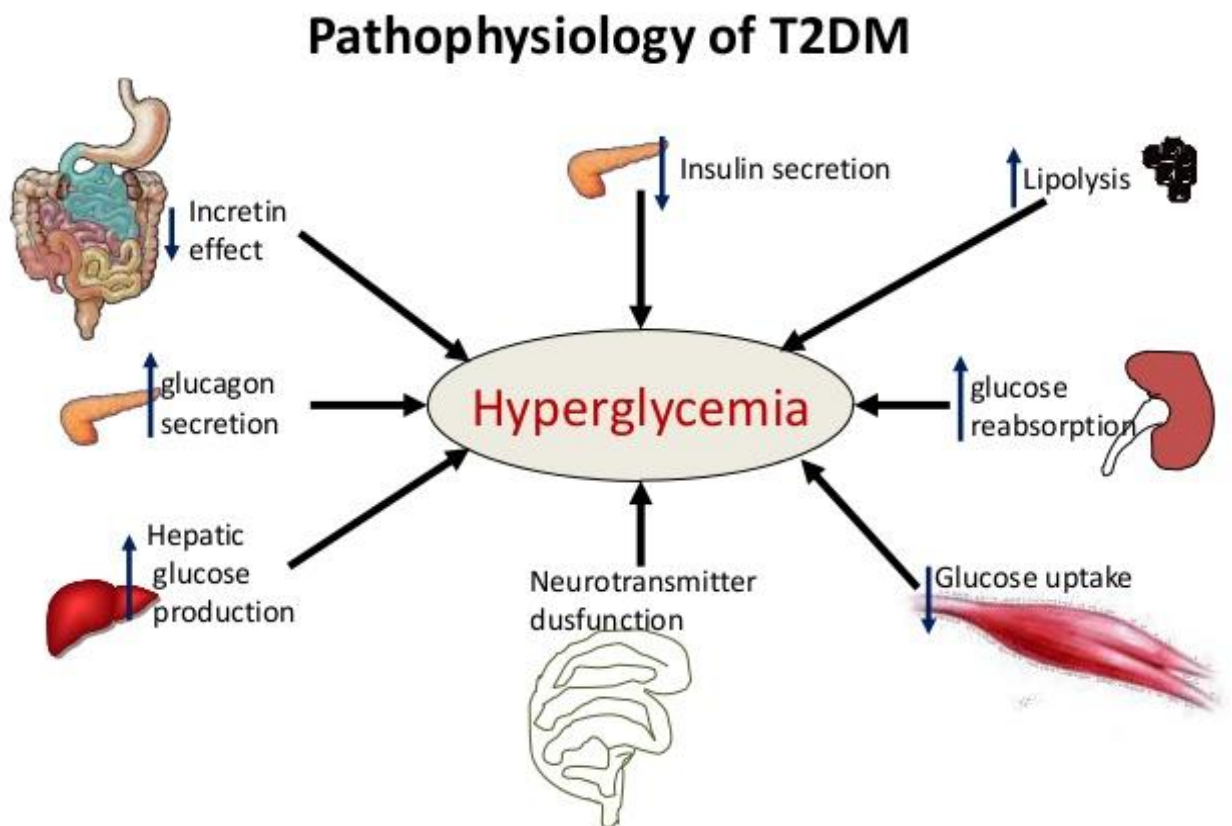 Pathophysiology of T2DM
Incretin
effect
Insulin secretion
Lipolysis
glucagon
secretion
Hyperglycemia
glucose
reabsorption
Hepatic
glucose
production
Neurotransmitter
dusfunction
Glucose uptake